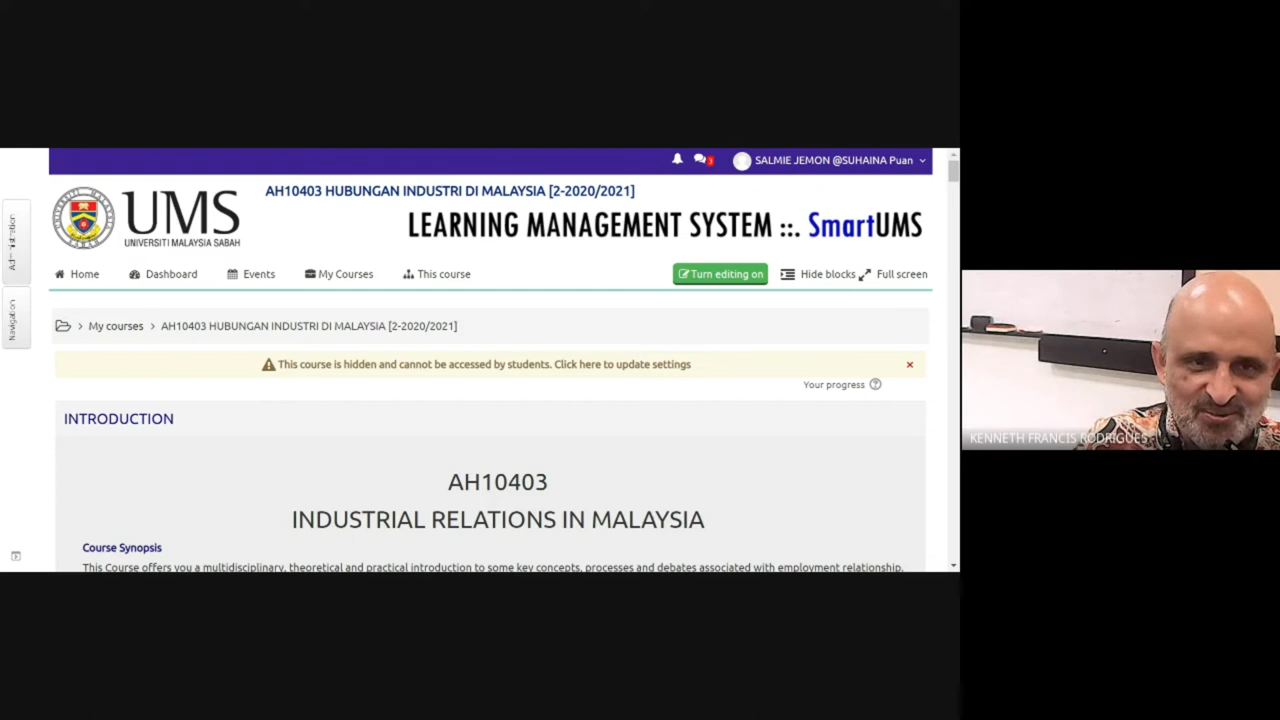 SALMIE JEMON @SUHAINA Puan
3
AH10403 HUBUNGAN INDUSTRI DI MALAYSIA [2-2020/2021]
UMS
UNIVERSITI MALAYSIA SABAH
LEARNING MANAGEMENT SYSTEM ::. SmartUMS
Administration
Navigation
Home
Dashboard
Events
My Courses
This course
Turn editing on
Hide blocks
Full screen
My courses > AH10403 HUBUNGAN INDUSTRI DI MALAYSIA [2-2020/2021]
This course is hidden and cannot be accessed by students. Click here to update settings
Your progress
INTRODUCTION
AH10403
INDUSTRIAL RELATIONS IN MALAYSIA
Course Synopsis
This Course offers you a multidisciplinary, theoretical and practical introduction to some key concepts, processes and debates associated with employment relationship.
KENNETH FRANCIS RODRIGUES